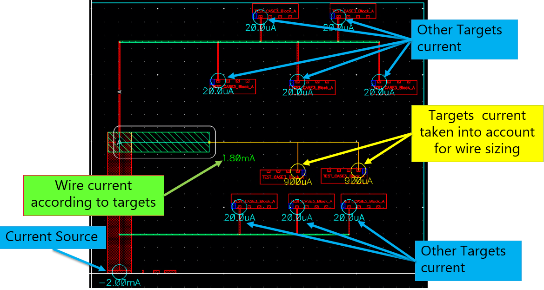 20.0uA
20.0uA
Other Targets
current
20.0uA
20.0uA
20.0uA
Targets current
taken into account
for wire sizing
1.80mA
900uA
900uA
Wire current
according to targets
20.0uA
20.0uA
20.0uA
Current Source
Other Targets
current
-2.00mA